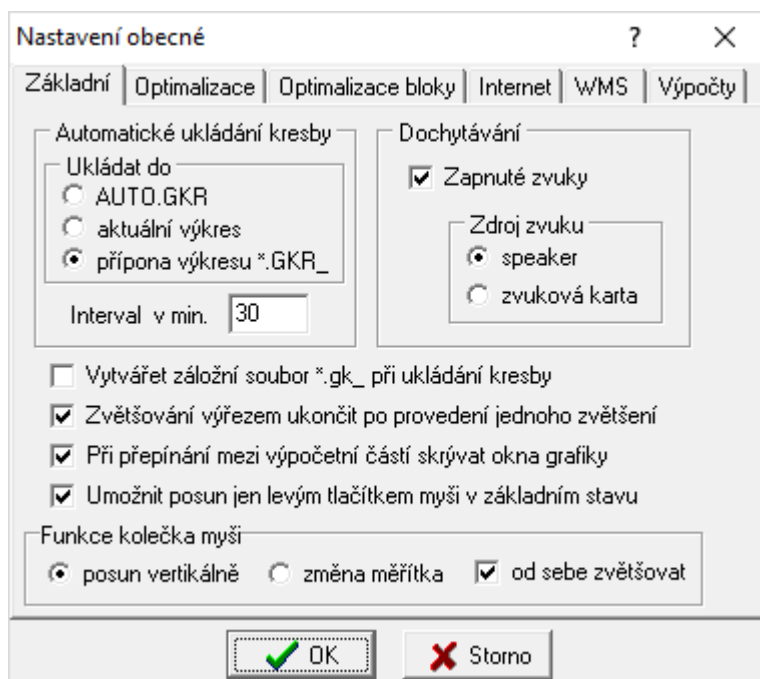 Nastavení obecné
?
Základní
Optimalizace
Optimalizace bloky
Internet
WMS
Výpočty
Automatické ukládání kresby
Ukládat do
AUTO.GKR
aktuální výkres
přípona výkresu *.GKR_
Interval v min. 30
Dochytávání
Zapnuté zvuky
Zdroj zvuku
speaker
zvuková karta
Vytvářet záložní soubor *.gk_ při ukládání kresby
Zvětšování výřezem ukončit po provedení jednoho zvětšení
Při přepínání mezi výpočetní částí skrývat okna grafiky
Umožnit posun jen levým tlačítkem myši v základním stavu
Funkce kolečka myši
posun vertikálně
změna měřítka
od sebe zvětšovat
OK
Storno